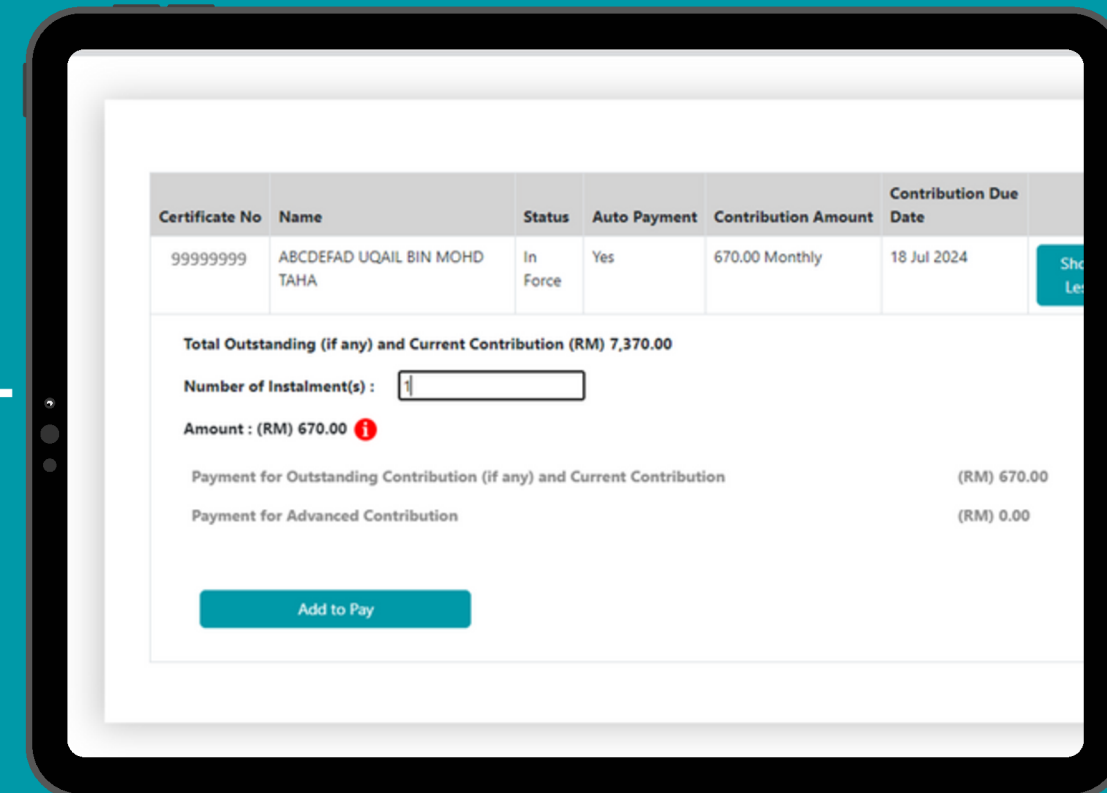 Contribution Due
Certificate No Name Status Auto Payment Contribution Amount Date
99999999 ABCDEFAD UQAIL BIN MOHD In Yes 670.00 Monthly 18 Jul 2024
TAHA Force
Total Outstanding (if any) and Current Contribution (RM) 7,370.00
Number of Instalment(s) : 1
Amount : (RM) 670.00 i
Payment for Outstanding Contribution (if any) and Current Contribution (RM) 670.00
Payment for Advanced Contribution (RM) 0.00
Add to Pay